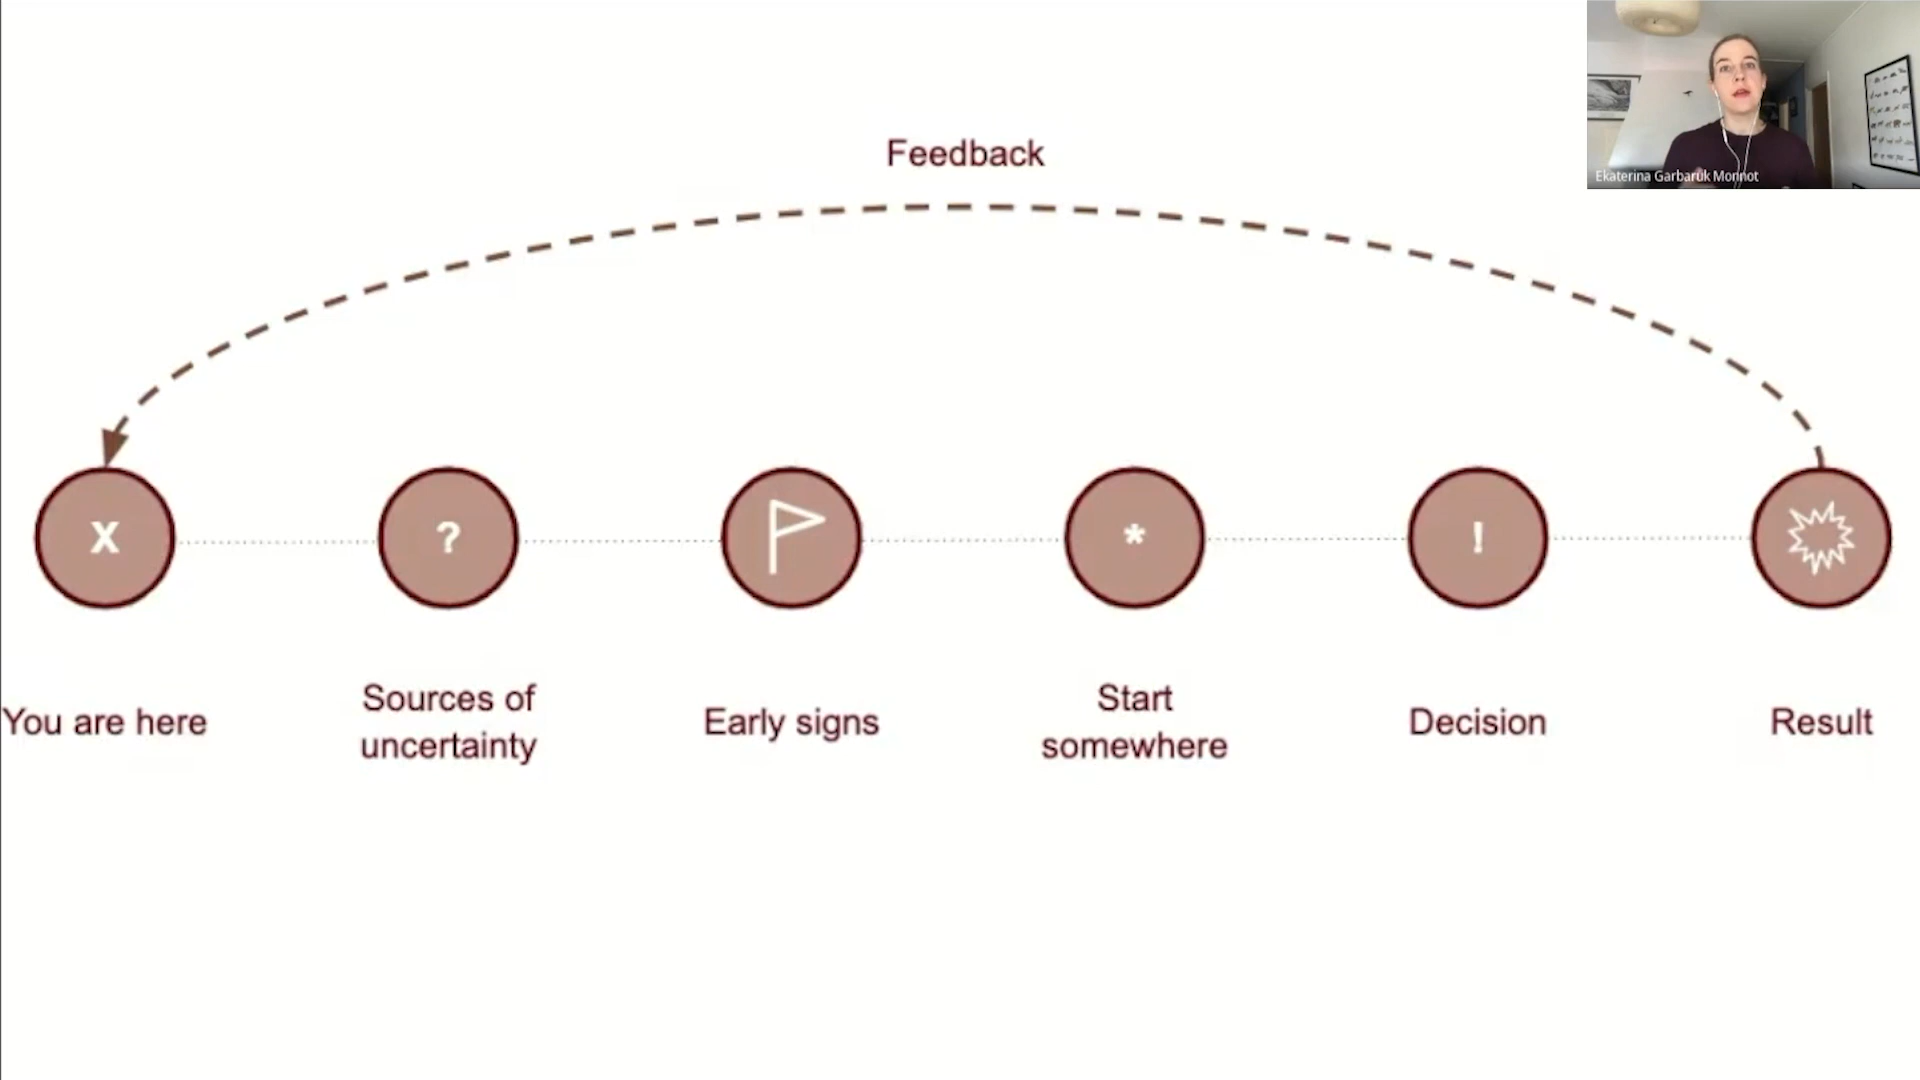 Ekaterina Garbaruk Monnot
Feedback
X
?
*
!
You are here
Sources of
uncertainty
Early signs
Start
somewhere
Decision
Result